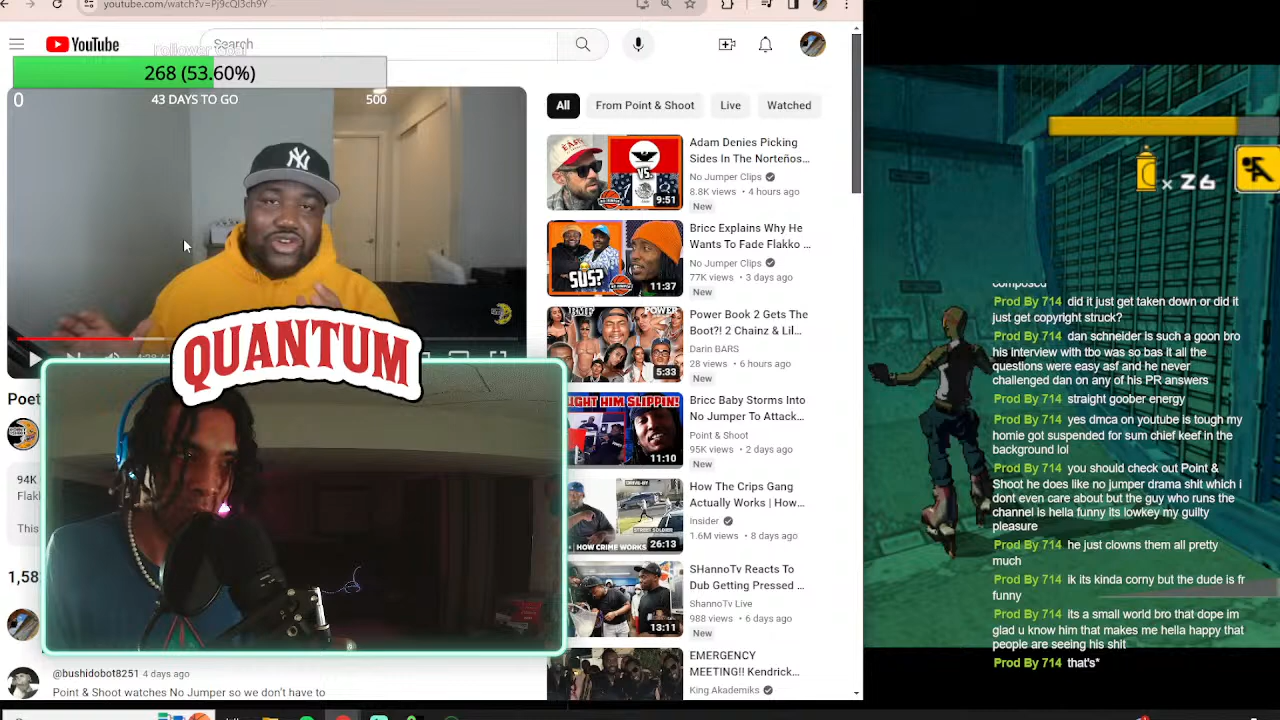 youtube.com/watch?v=Pj9cQl3ch9Y
YouTube
Follower Goal
Search
268 (53.60%)
0
43 DAYS TO GO
500
All
From Point & Shoot
Live
Watched
Adam Denies Picking
Sides In The Norteños...
No Jumper Clips
8.8K views • 4 hours ago
New
VS.
9:51
Bricc Explains Why He
Wants To Fade Flakko ...
No Jumper Clips
77K views • 3 days ago
New
SUS?
11:37
Power Book 2 Gets The
Boot?! 2 Chainz & Lil...
Darin BARS
28 views • 6 hours ago
New
BMF
POWER
5:33
Bricc Baby Storms Into
No Jumper To Attack...
Point & Shoot
95K views • 2 days ago
New
HIM SLIPPIN!
11:10
How The Crips Gang
Actually Works | How...
Insider
1.6M views • 8 days ago
HOW CRIME WORKS
26:13
SHannoTv Reacts To
Dub Getting Pressed ...
ShannoTv Live
988 views • 6 days ago
New
13:11
EMERGENCY
MEETING!! Kendrick...
King Akademiks
QUANTUM
Poet
94K
Flakk
This
1,58
@bushidobot8251 4 days ago
Point & Shoot watches No Jumper so we don't have to
x 26
composed
Prod By 714 did it just get taken down or did it
just get copyright struck?
Prod By 714 dan schneider is such a goon bro
his interview with tbo was so bas it all the
questions were easy asf and he never
challenged dan on any of his PR answers
Prod By 714 straight goober energy
Prod By 714 yes dmca on youtube is tough my
homie got suspended for sum chief keef in the
background lol
Prod By 714 you should check out Point &
Shoot he does like no jumper drama shit which i
dont even care about but the guy who runs the
channel is hella funny its lowkey my guilty
pleasure
Prod By 714 he just clowns them all pretty
much
Prod By 714 ik its kinda corny but the dude is fr
funny
Prod By 714 its a small world bro that dope im
glad u know him that makes me hella happy that
people are seeing his shit
Prod By 714 that's*